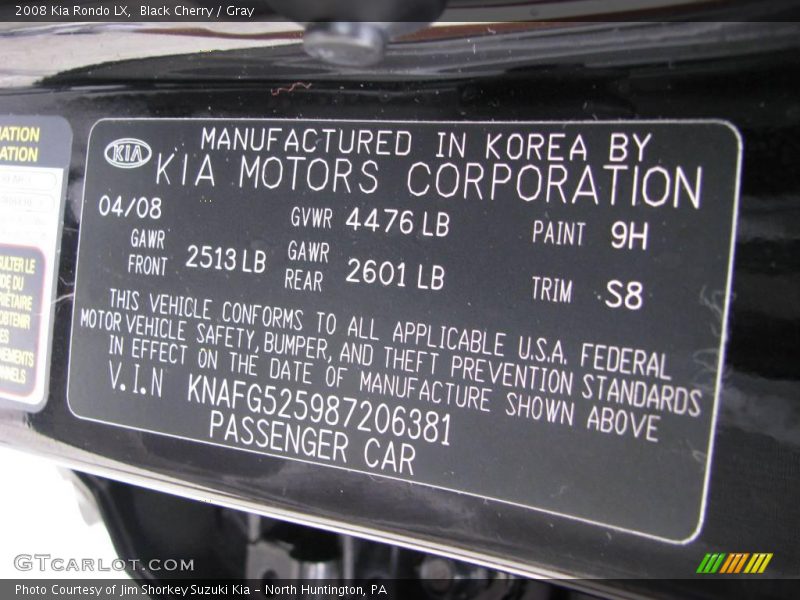 2008 Kia Rondo LX, Black Cherry / Gray
MANUFACTURED IN KOREA BY
KIA
KIA MOTORS CORPORATION
04/08 GVWR 4476 LB PAINT 9H
GAWR FRONT 2513 LB GAWR REAR 2601 LB TRIM S8
THIS VEHICLE CONFORMS TO ALL APPLICABLE U.S.A. FEDERAL
MOTOR VEHICLE SAFETY, BUMPER, AND THEFT PREVENTION STANDARDS
IN EFFECT ON THE DATE OF MANUFACTURE SHOWN ABOVE
V.I.N KNAFG525987206381
PASSENGER CAR
GTCarlot.com
Photo Courtesy of Jim Shorkey Suzuki Kia - North Huntington, PA